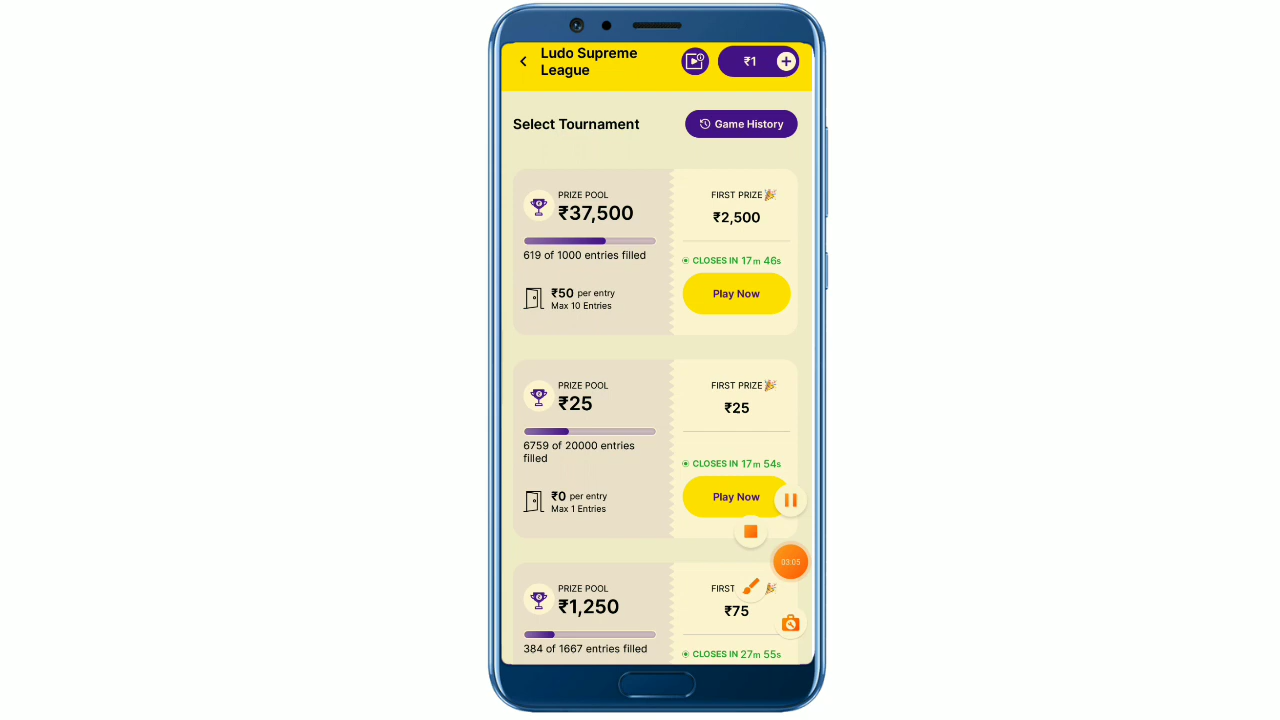 Ludo Supreme
League
₹1
Select Tournament
Game History
PRIZE POOL
₹37,500
619 of 1000 entries filled
₹50 per entry
Max 10 Entries
FIRST PRIZE
₹2,500
CLOSES IN 17m 46s
Play Now
PRIZE POOL
₹25
6759 of 20000 entries
filled
₹0 per entry
Max 1 Entries
FIRST PRIZE
₹25
CLOSES IN 17m 54s
Play Now
03:05
PRIZE POOL
₹1,250
384 of 1667 entries filled
FIRST
₹75
CLOSES IN 27m 55s